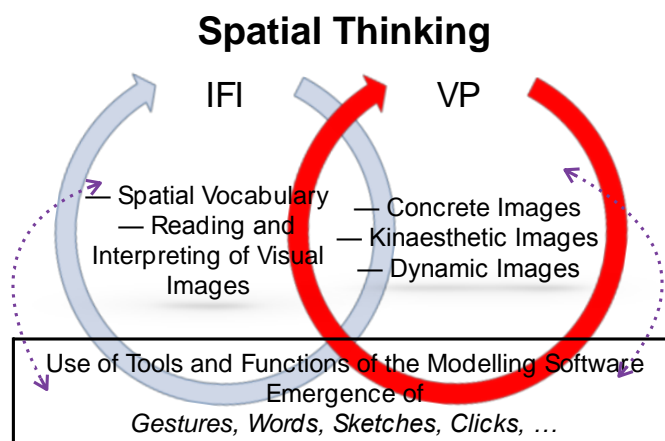 Spatial Thinking
IFI
VP
— Spatial Vocabulary
— Reading and
Interpreting of Visual
Images
— Concrete Images
— Kinaesthetic Images
— Dynamic Images
Use of Tools and Functions of the Modelling Software
Emergence of
Gestures, Words, Sketches, Clicks, …